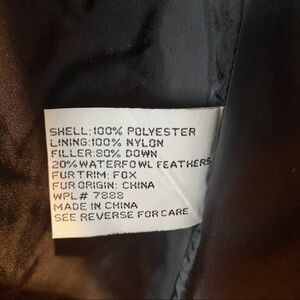 SHELL:100% POLYESTER
LINING:100% NYLON
FILLER:80% DOWN
20% WATERFOWL FEATHERS
FUR TRIM: FOX
FUR ORIGIN: CHINA
WPL# 7888
MADE IN CHINA
SEE REVERSE FOR CARE